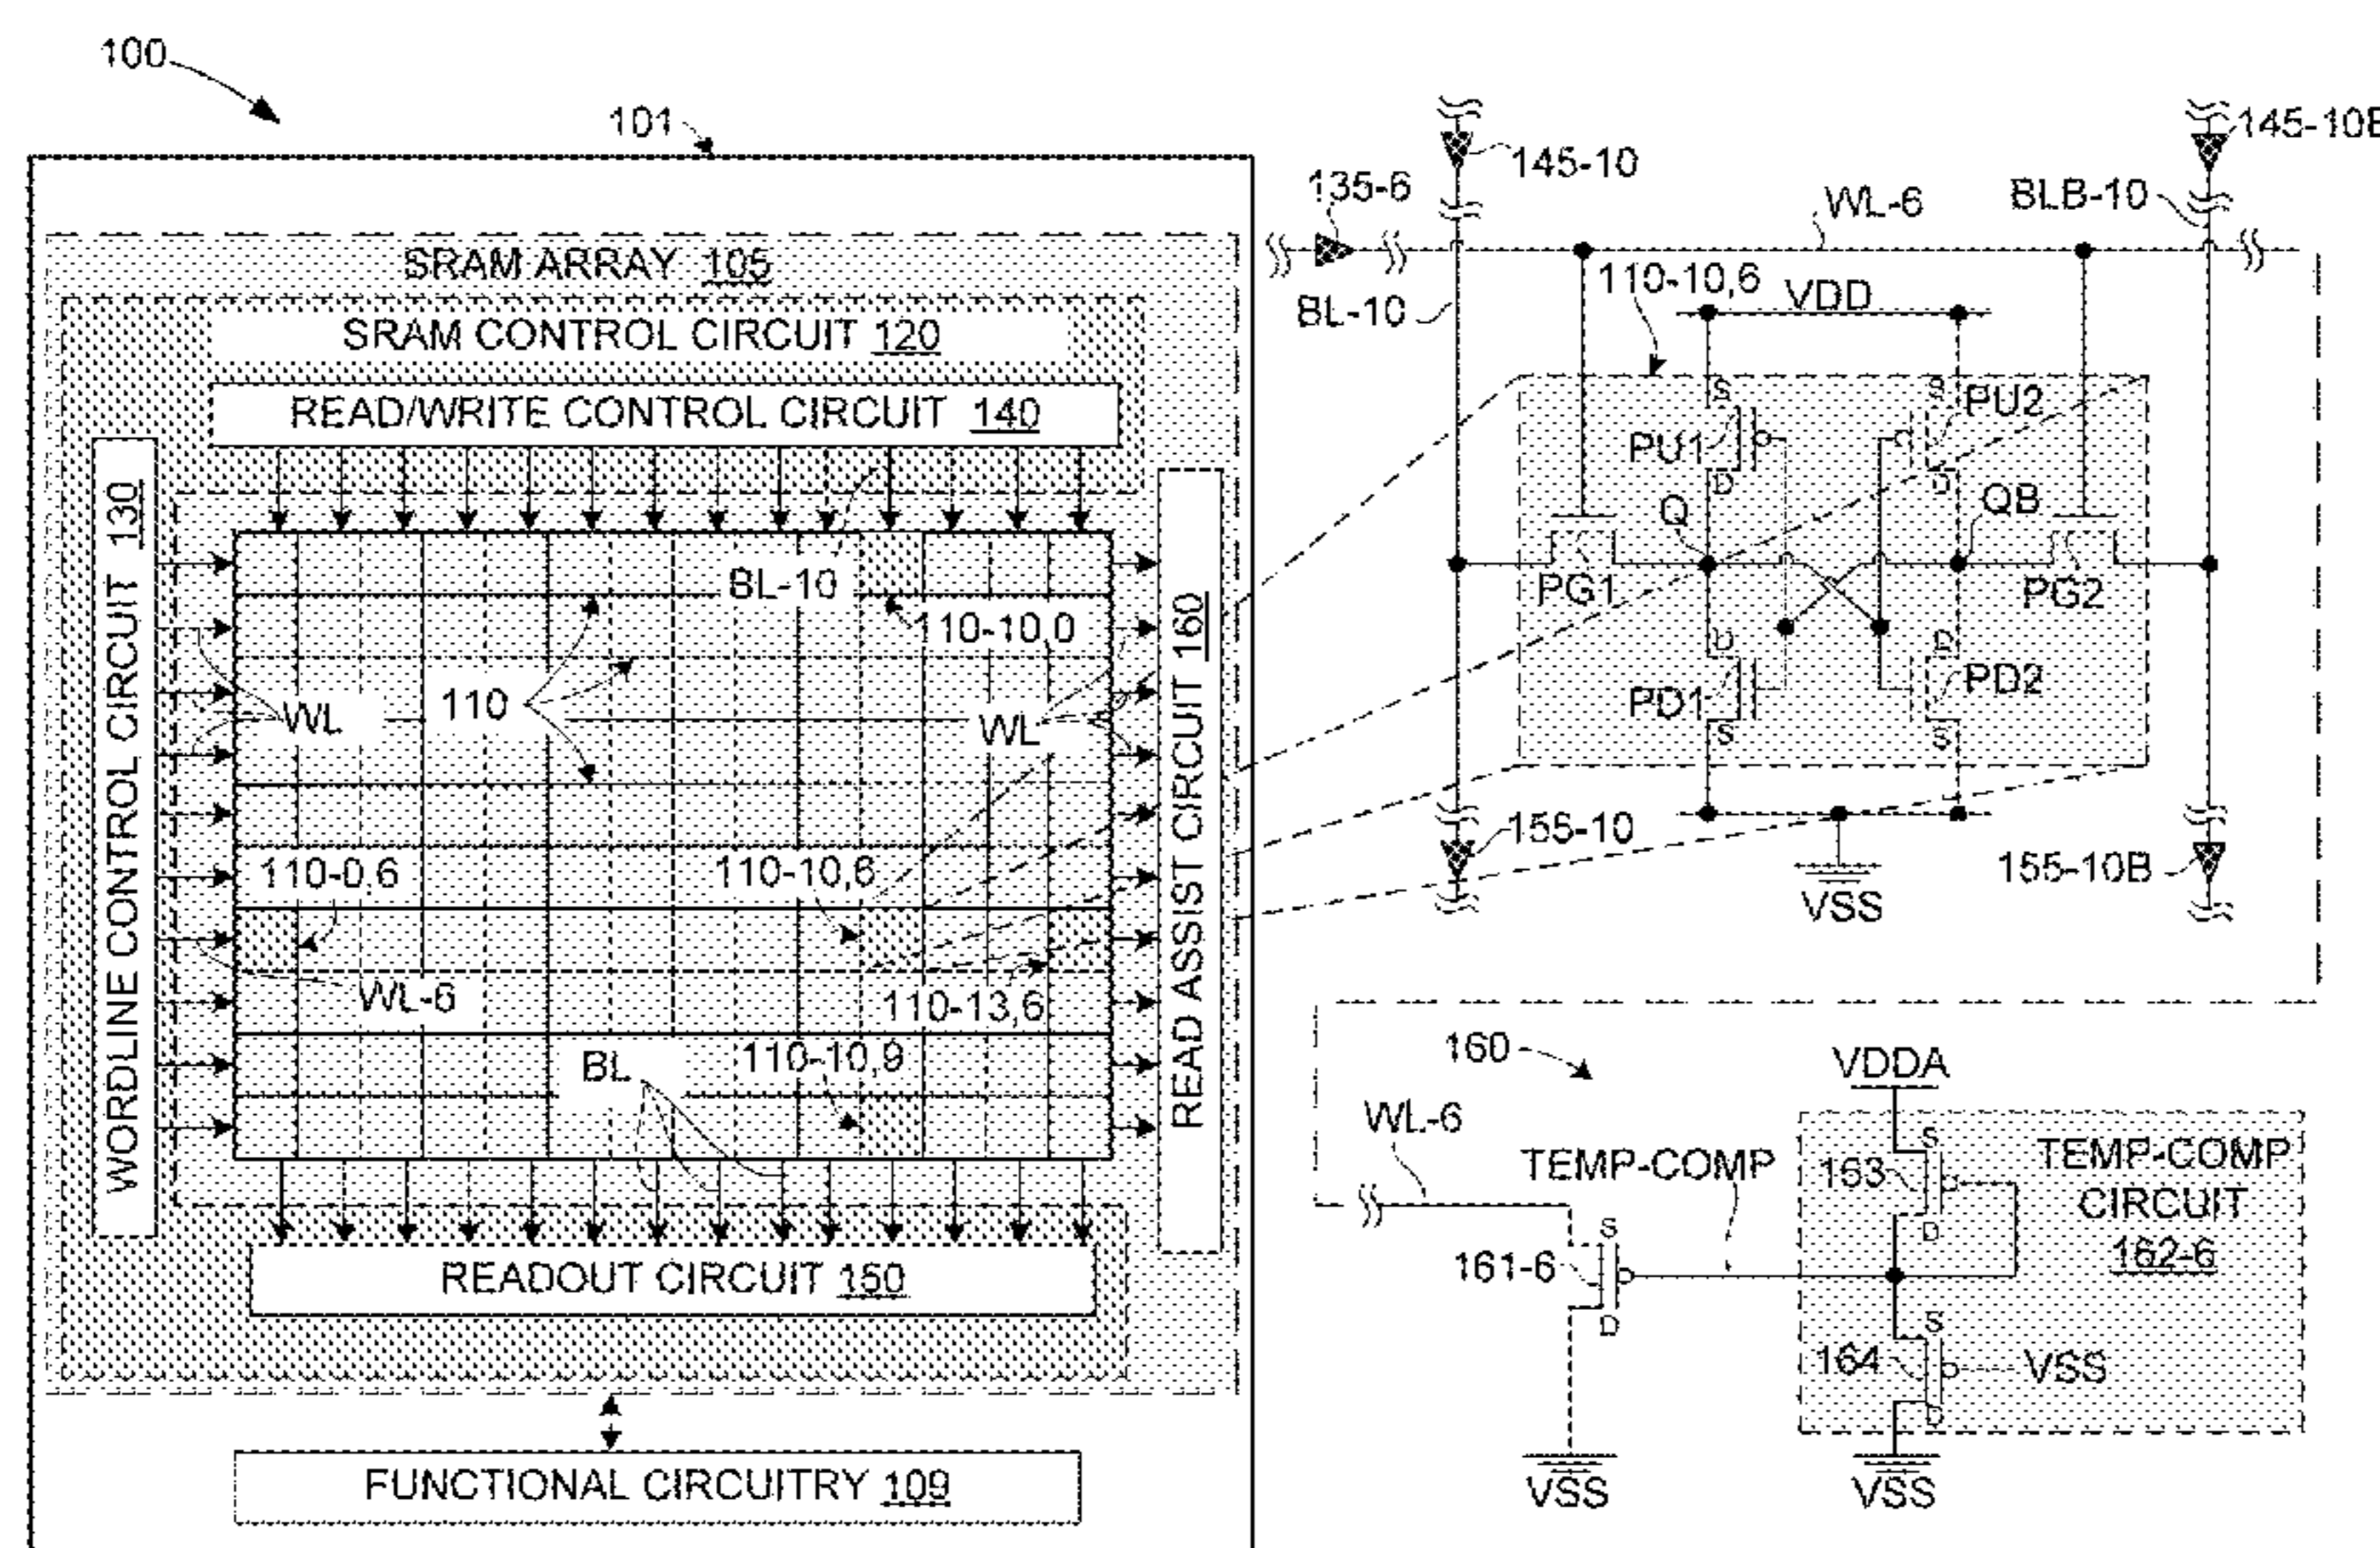 100
101
SRAM ARRAY 105
SRAM CONTROL CIRCUIT 120
READ/WRITE CONTROL CIRCUIT 140
WORDLINE CONTROL CIRCUIT 130
READ ASSIST CIRCUIT 160
BL-10
110-10,0
WL
110
WL
110-0,6
110-10,6
WL-6
110-13,6
BL
110-10,9
READOUT CIRCUIT 150
FUNCTIONAL CIRCUITRY 109
145-10
145-10B
135-6
WL-6
BLB-10
BL-10
110-10,6
VDD
S
S
PU1
PU2
D
D
Q
QB
PG1
PG2
D
D
PD1
PD2
S
S
155-10
155-10B
VSS
160
VDDA
WL-6
TEMP-COMP
S
163
D
TEMP-COMP
CIRCUIT
162-6
S
161-6
D
S
164
VSS
D
VSS
VSS